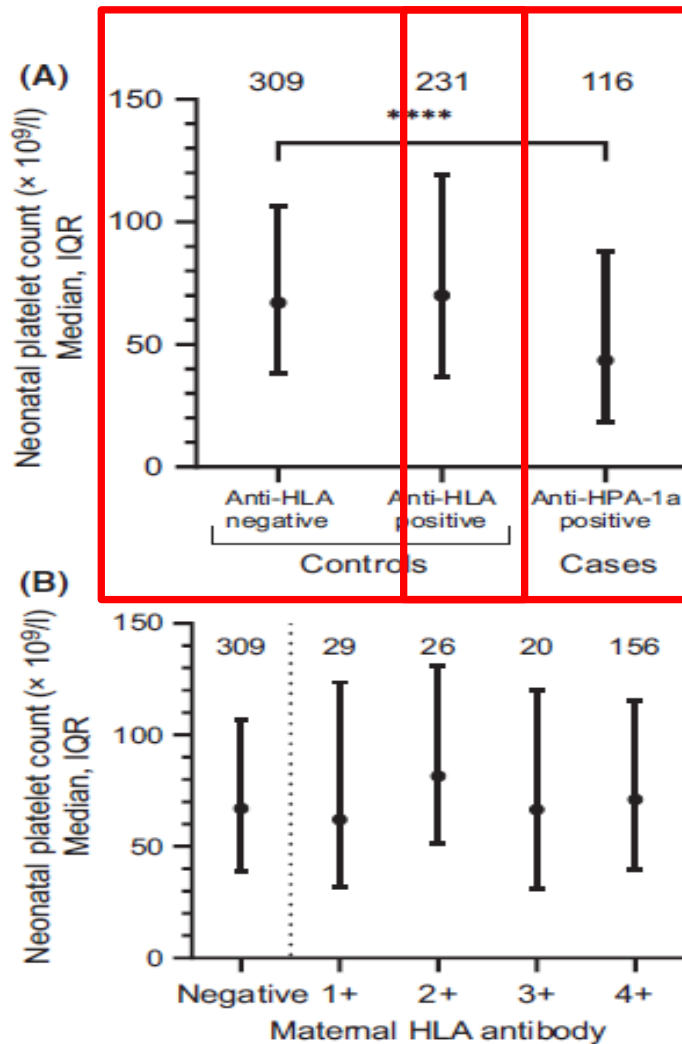 (A)
309 231 116
Neonatal platelet count (× 10⁹/l)
Median, IQR
150
100
50
0
****
Anti-HLA negative
Anti-HLA positive
Anti-HPA-1a positive
Controls Cases
(B)
Neonatal platelet count (× 10⁹/l)
Median, IQR
150
100
50
0
309 29 26 20 156
Negative 1+ 2+ 3+ 4+
Maternal HLA antibody